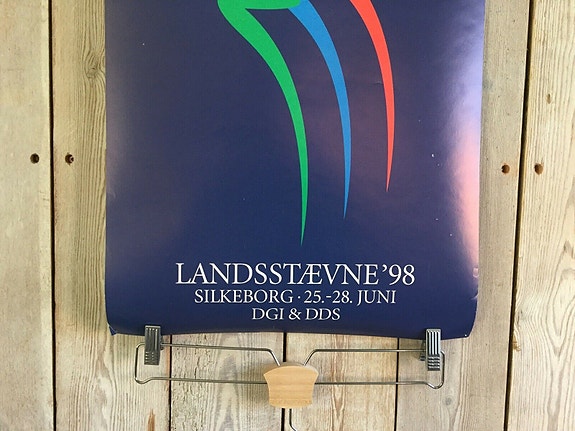 LANDSSTÆVNE'98
SILKEBORG · 25.-28. JUNI
DGI & DDS